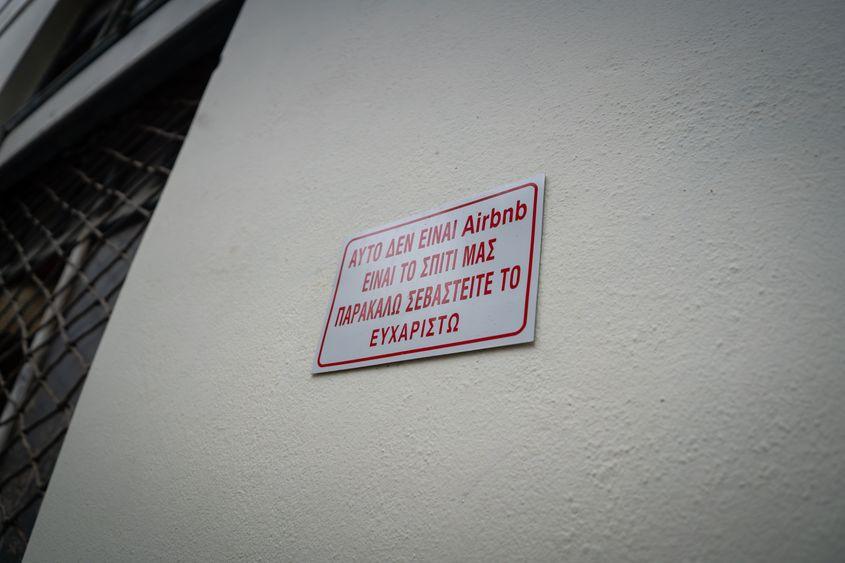 ΑΥΤΟ ΔΕΝ ΕΙΝΑΙ Airbnb
ΕΙΝΑΙ ΤΟ ΣΠΙΤΙ ΜΑΣ
ΠΑΡΑΚΑΛΩ ΣΕΒΑΣΤΕΙΤΕ ΤΟ
ΕΥΧΑΡΙΣΤΩ